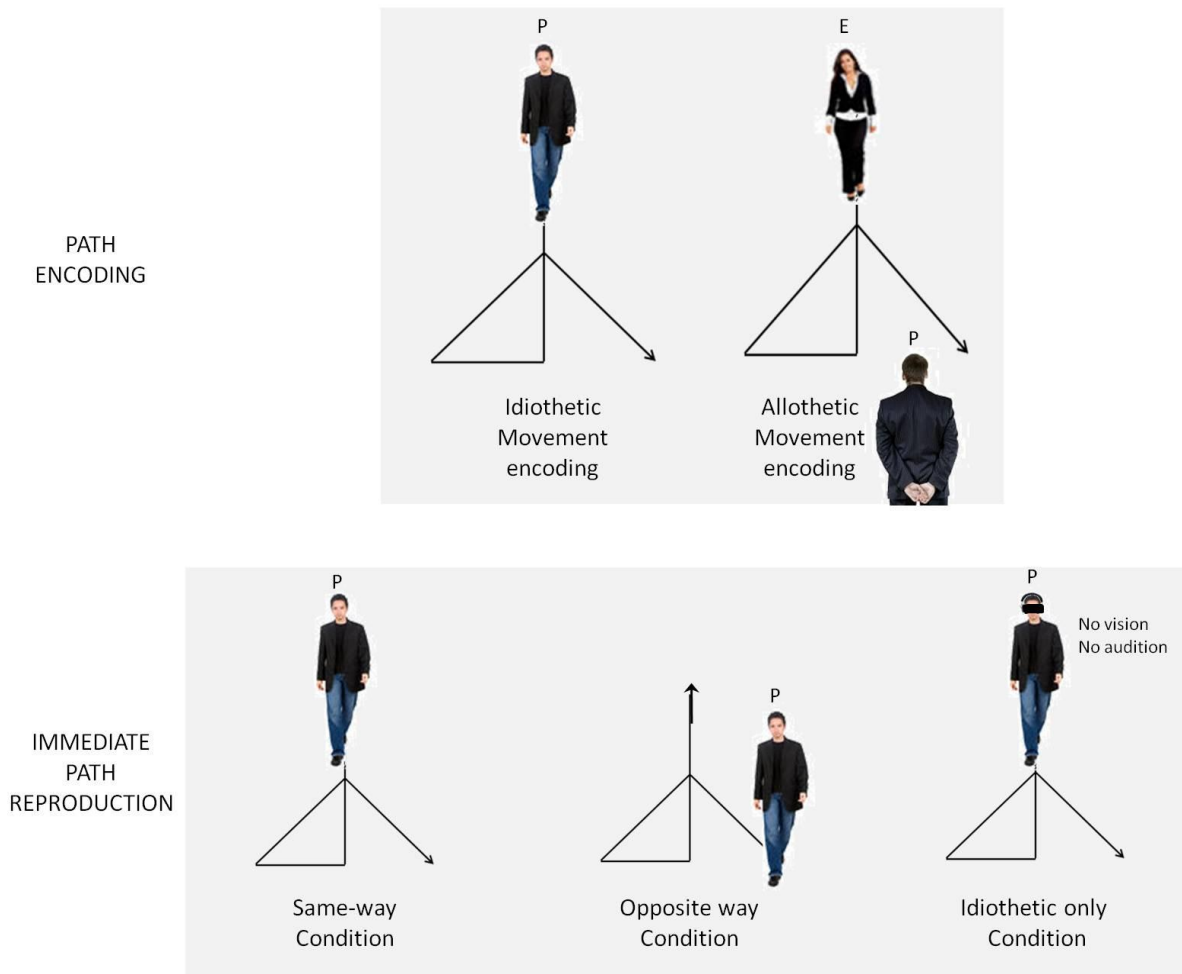 P
E
PATH
ENCODING
P
Idiothetic
Movement
encoding
Allothetic
Movement
encoding
P
P
P
No vision
No audition
IMMEDIATE
PATH
REPRODUCTION
Same-way
Condition
Opposite way
Condition
Idiothetic only
Condition